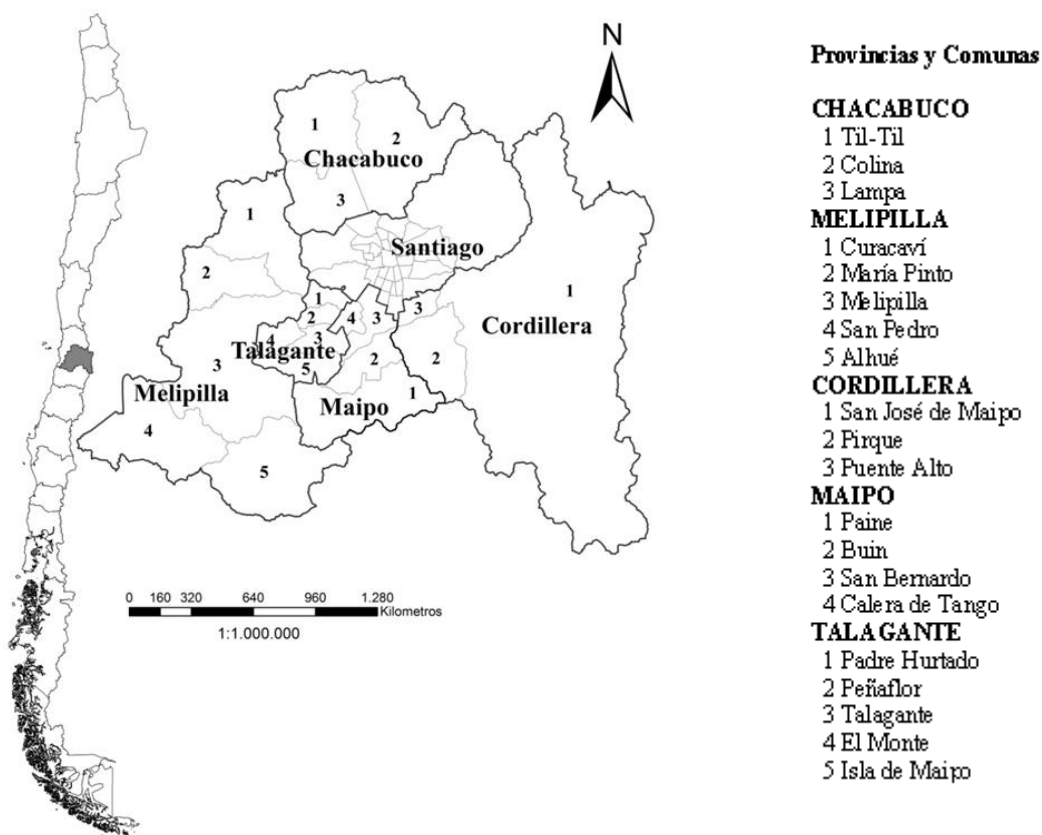 N
1
2
Chacabuco
3
1
Santiago
2
1
1
2
4
3
3
Cordillera
4
3
Talagante
2
2
3
5
Melipilla
Maipo
1
4
5
0 160 320 640 960 1.280
Kilometros
1:1.000.000
Provincias y Comunas
CHACABUCO
1 Til-Til
2 Colina
3 Lampa
MELIPILLA
1 Curacaví
2 María Pinto
3 Melipilla
4 San Pedro
5 Alhué
CORDILLERA
1 San José de Maipo
2 Pirque
3 Puente Alto
MAIPO
1 Paine
2 Buin
3 San Bernardo
4 Calera de Tango
TALAGANTE
1 Padre Hurtado
2 Peñaflor
3 Talagante
4 El Monte
5 Isla de Maipo